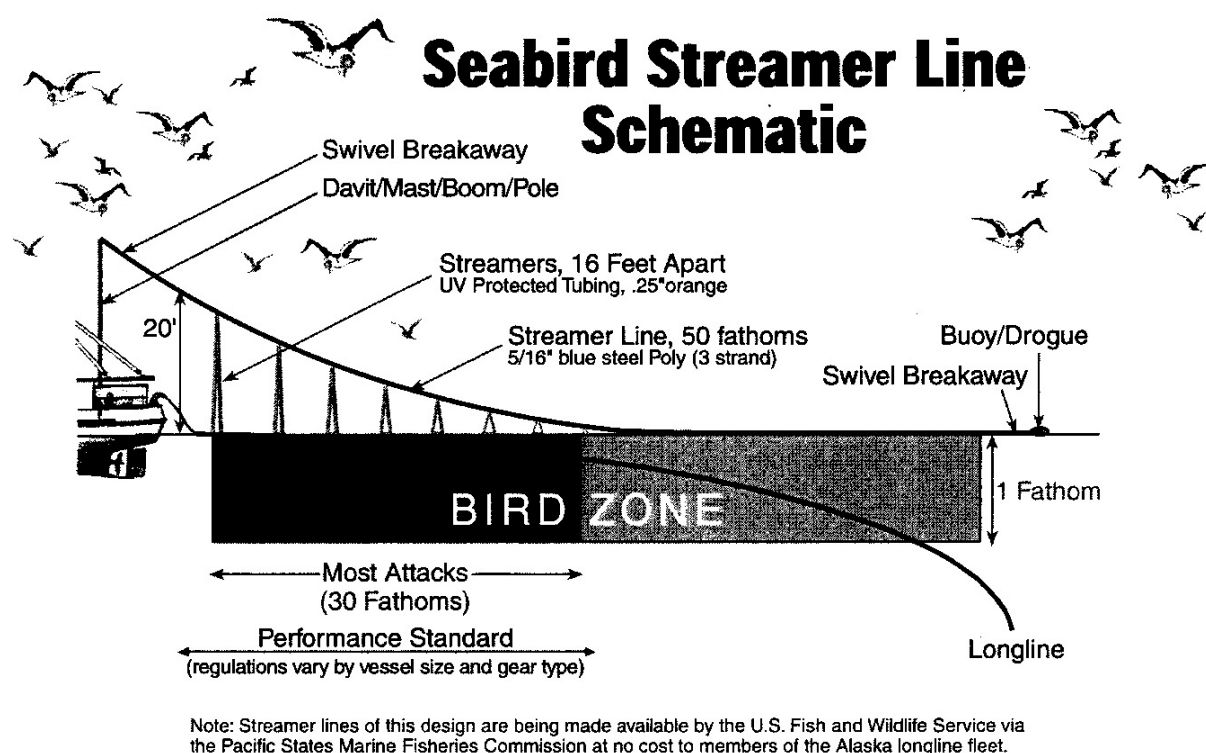 Seabird Streamer Line
Schematic
Swivel Breakaway
Davit/Mast/Boom/Pole
Streamers, 16 Feet Apart
UV Protected Tubing, .25"orange
20'
Streamer Line, 50 fathoms
5/16" blue steel Poly (3 strand)
Buoy/Drogue
Swivel Breakaway
1 Fathom
BIRD ZONE
Most Attacks
(30 Fathoms)
Performance Standard
(regulations vary by vessel size and gear type)
Longline
Note: Streamer lines of this design are being made available by the U.S. Fish and Wildlife Service via
the Pacific States Marine Fisheries Commission at no cost to members of the Alaska longline fleet.